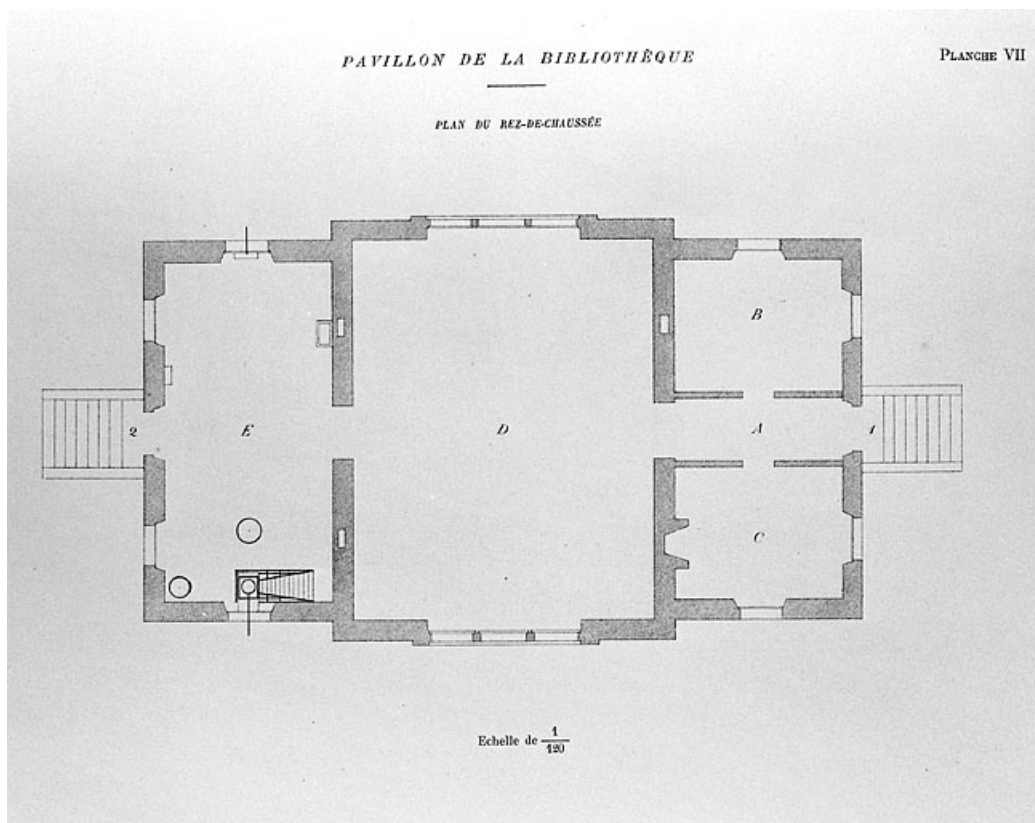 PAVILLON DE LA BIBLIOTHÈQUE
PLANCHE VII
PLAN DU REZ-DE-CHAUSSÉE
B
2
E
D
A
1
C
Echelle de 1/120